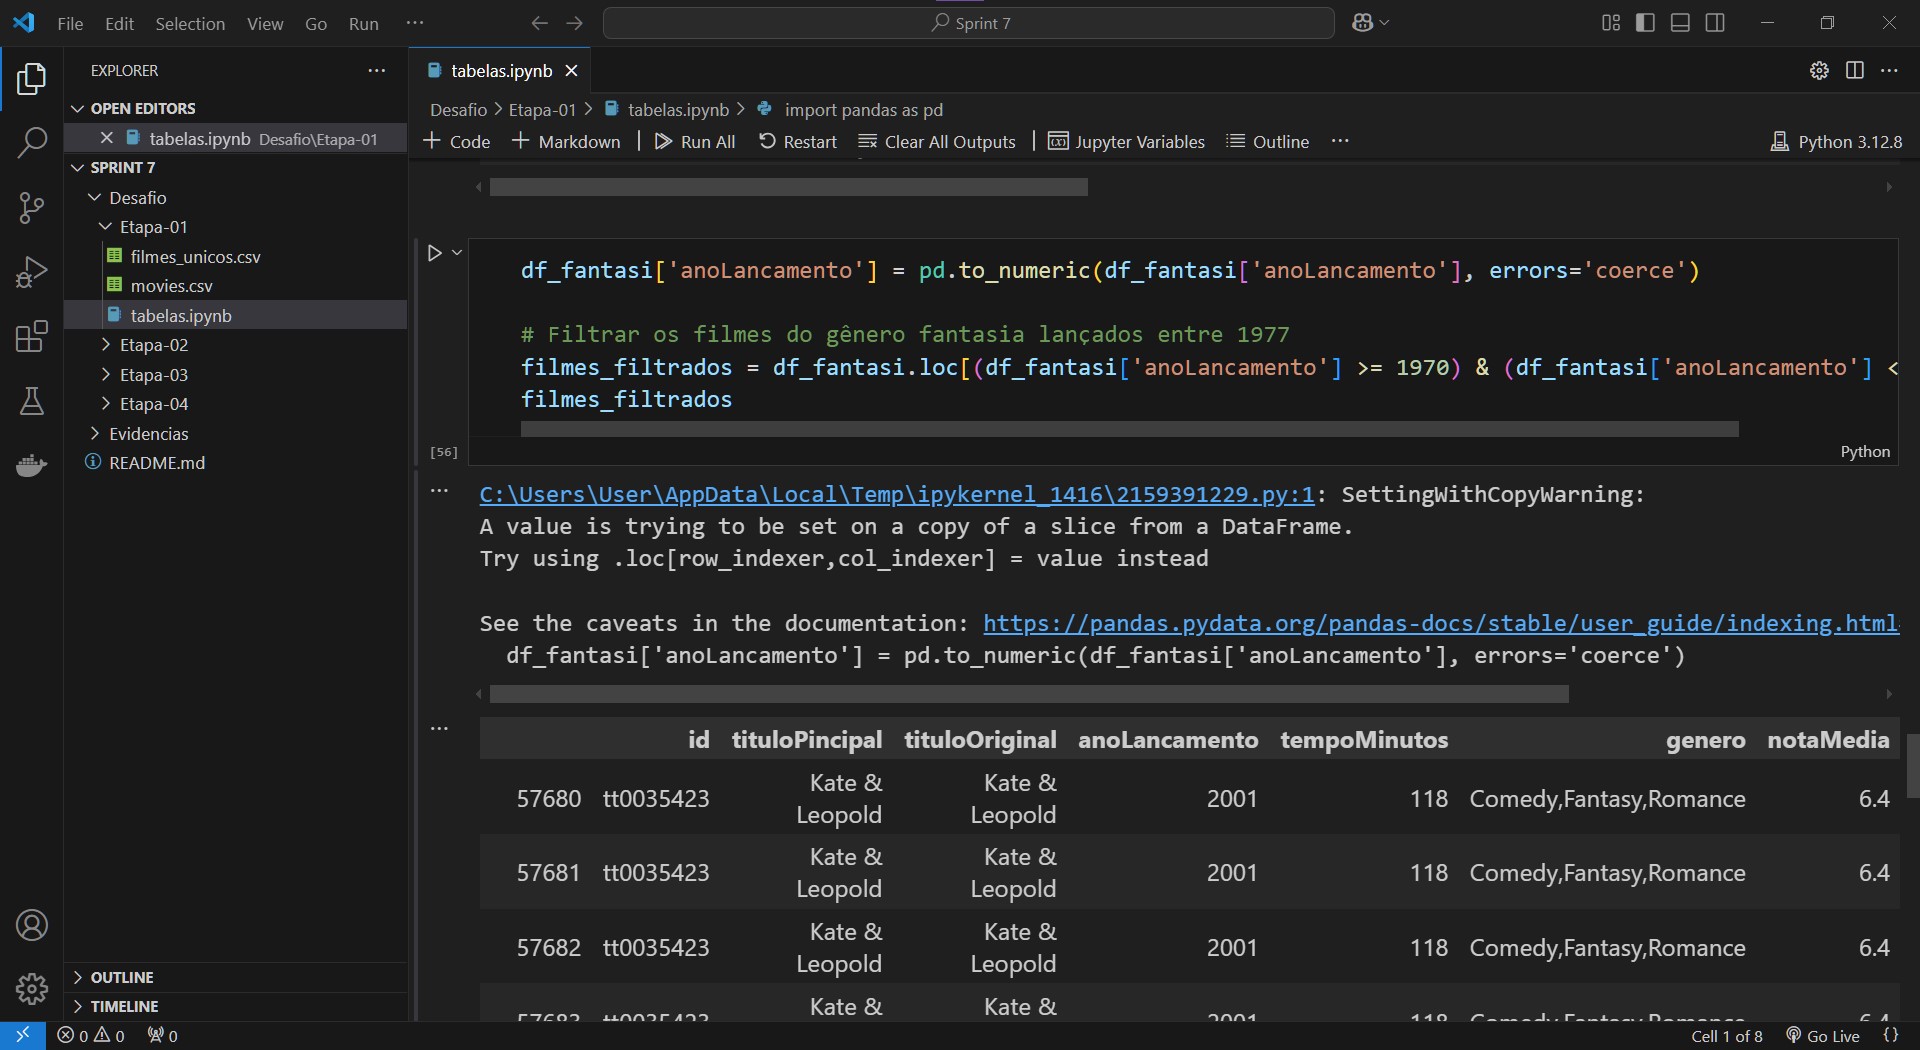 File Edit Selection View Go Run ···
Sprint 7
EXPLORER
OPEN EDITORS
tabelas.ipynb Desafio\Etapa-01
SPRINT 7
Desafio
Etapa-01
filmes_unicos.csv
movies.csv
tabelas.ipynb
Etapa-02
Etapa-03
Etapa-04
Evidencias
README.md
OUTLINE
TIMELINE
tabelas.ipynb
Desafio > Etapa-01 > tabelas.ipynb > import pandas as pd
+ Code + Markdown Run All Restart Clear All Outputs Jupyter Variables Outline ··· Python 3.12.8
df_fantasi['anoLancamento'] = pd.to_numeric(df_fantasi['anoLancamento'], errors='coerce')
# Filtrar os filmes do gênero fantasia lançados entre 1977
filmes_filtrados = df_fantasi.loc[(df_fantasi['anoLancamento'] >= 1970) & (df_fantasi['anoLancamento'] <
filmes_filtrados
[56]
Python
C:\Users\User\AppData\Local\Temp\ipykernel_1416\2159391229.py:1: SettingWithCopyWarning:
A value is trying to be set on a copy of a slice from a DataFrame.
Try using .loc[row_indexer,col_indexer] = value instead
See the caveats in the documentation: https://pandas.pydata.org/pandas-docs/stable/user_guide/indexing.html
df_fantasi['anoLancamento'] = pd.to_numeric(df_fantasi['anoLancamento'], errors='coerce')
id tituloPincipal tituloOriginal anoLancamento tempoMinutos genero notaMedia
57680 tt0035423 Kate & Leopold Kate & Leopold 2001 118 Comedy,Fantasy,Romance 6.4
57681 tt0035423 Kate & Leopold Kate & Leopold 2001 118 Comedy,Fantasy,Romance 6.4
57682 tt0035423 Kate & Leopold Kate & Leopold 2001 118 Comedy,Fantasy,Romance 6.4
57683 tt0035423 Kate & Kate & 2001 118 Comedy,Fantasy,Romance 6.4
0 0 0
Cell 1 of 8 Go Live {}